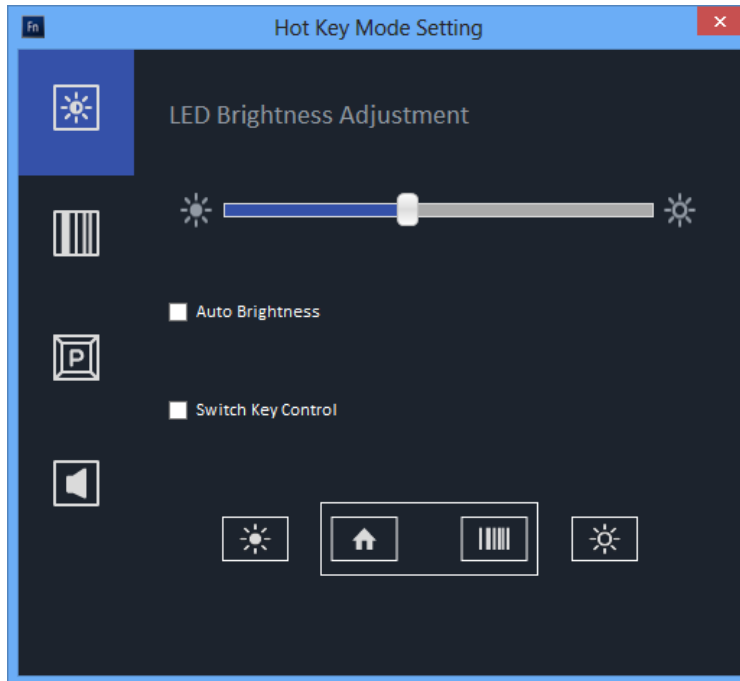 Fn
Hot Key Mode Setting
LED Brightness Adjustment
Auto Brightness
P
Switch Key Control